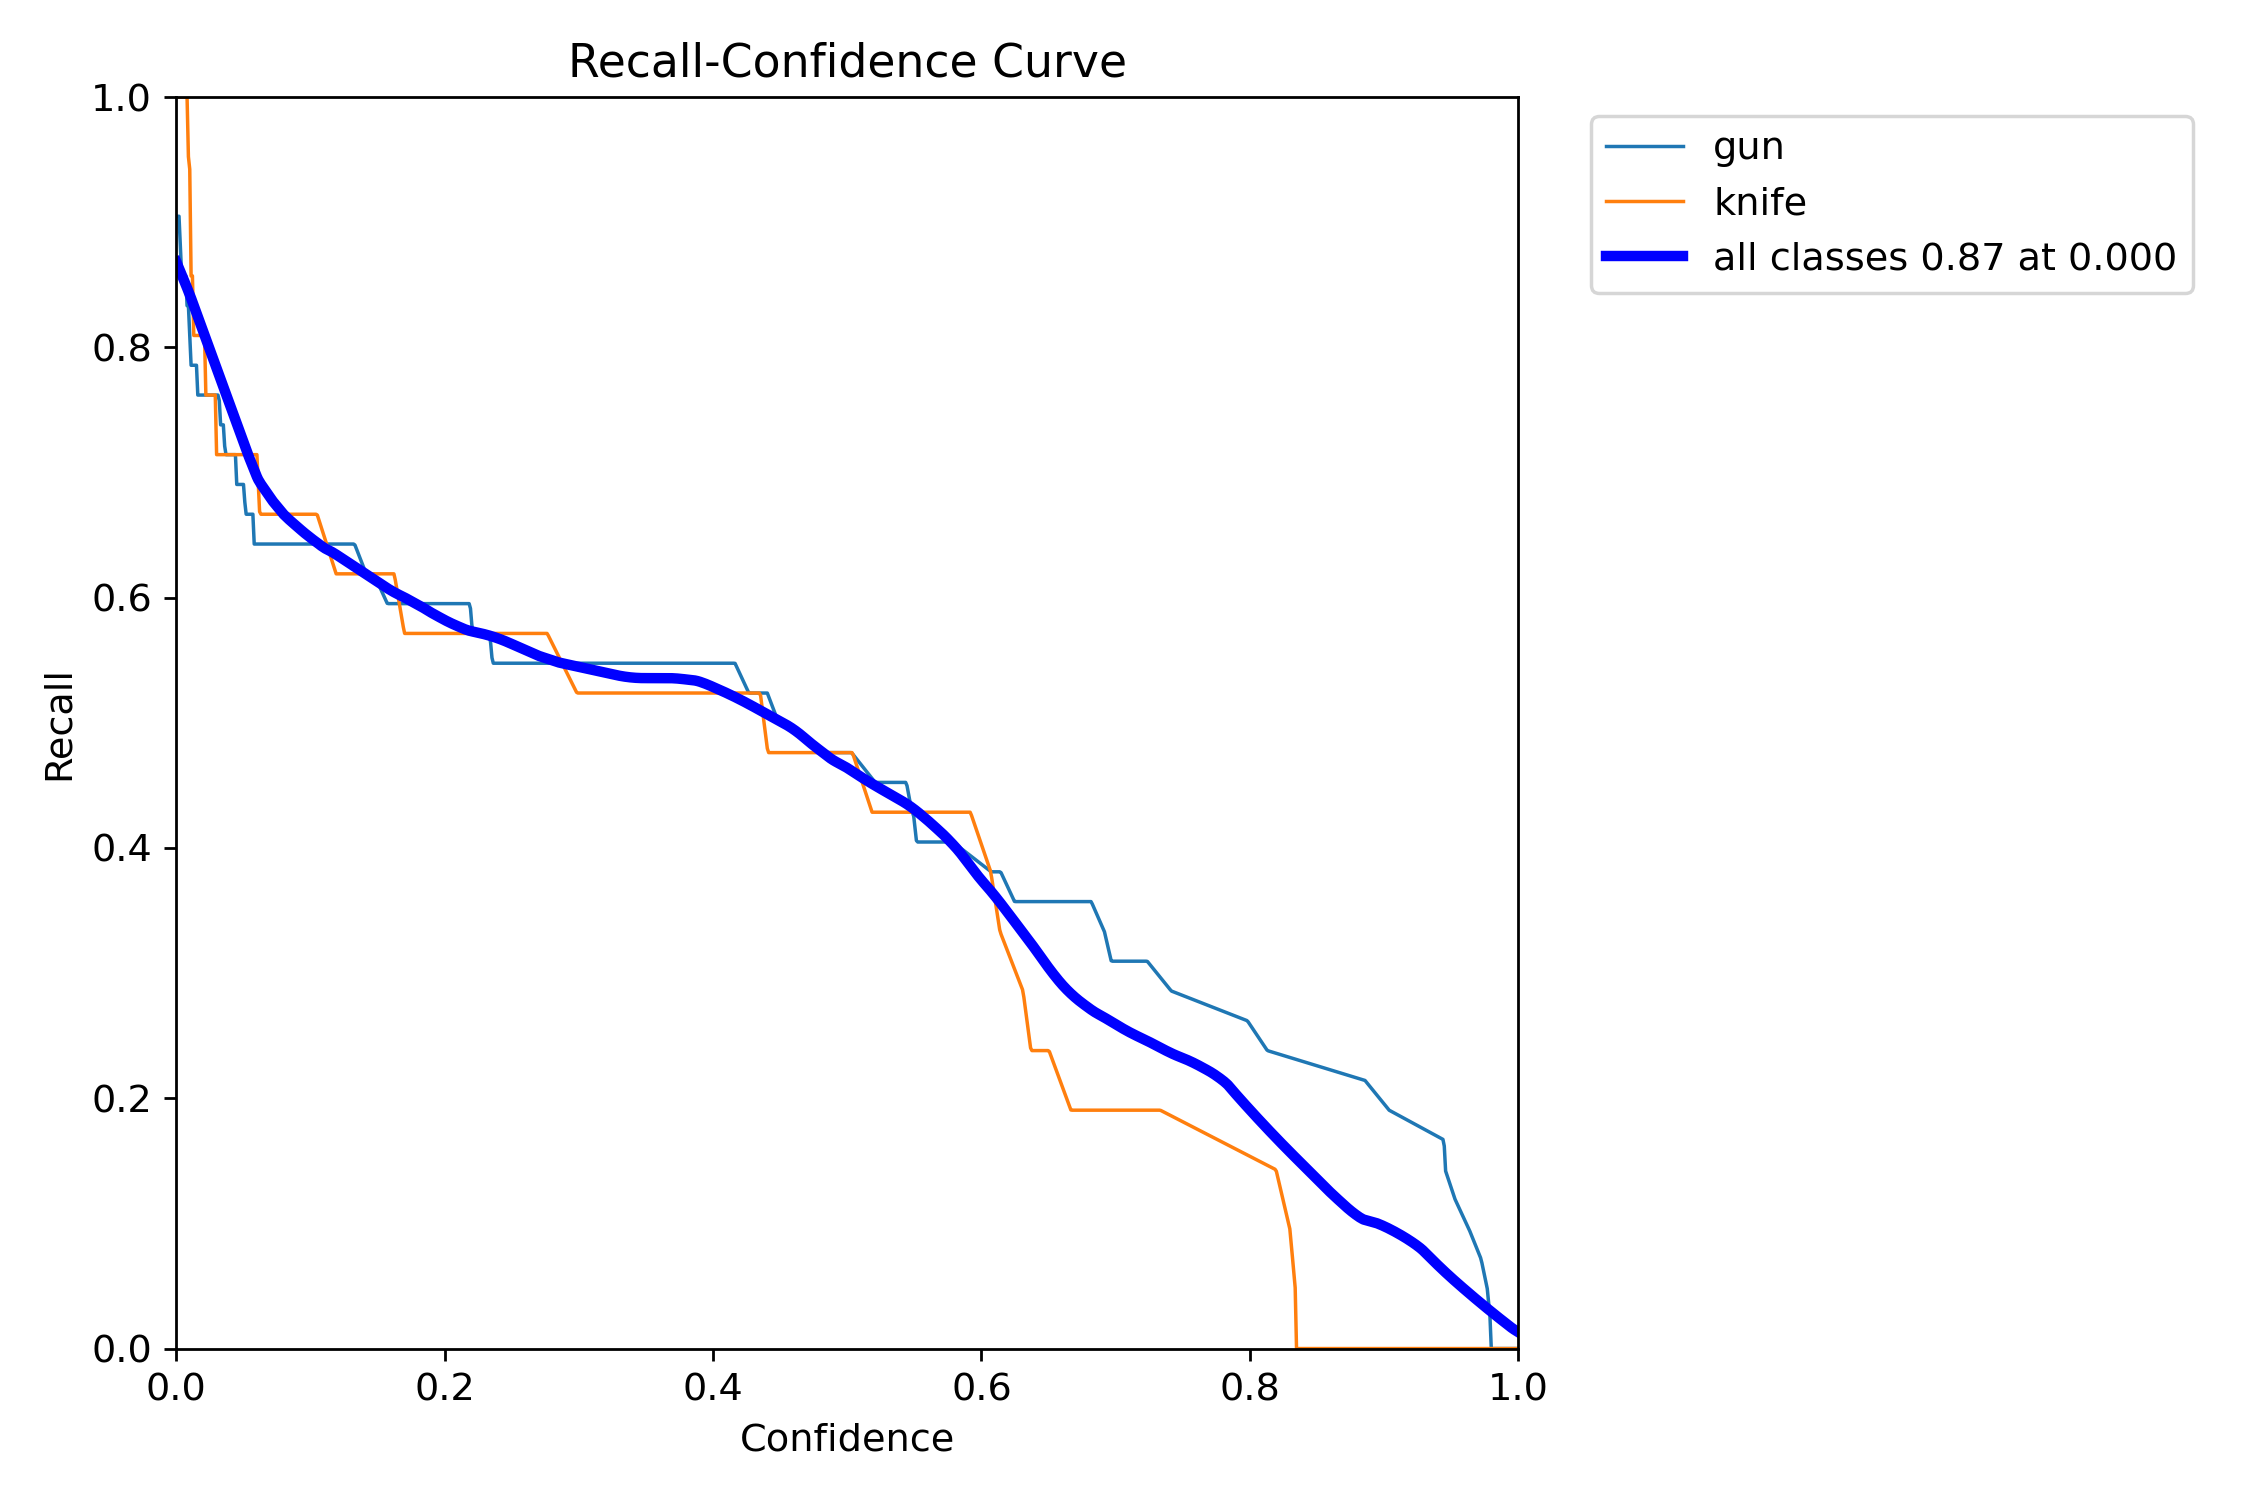 Recall-Confidence Curve
1.0
0.8
0.6
0.4
0.2
0.0
Recall
0.0 0.2 0.4 0.6 0.8 1.0
Confidence
gun
knife
all classes 0.87 at 0.000